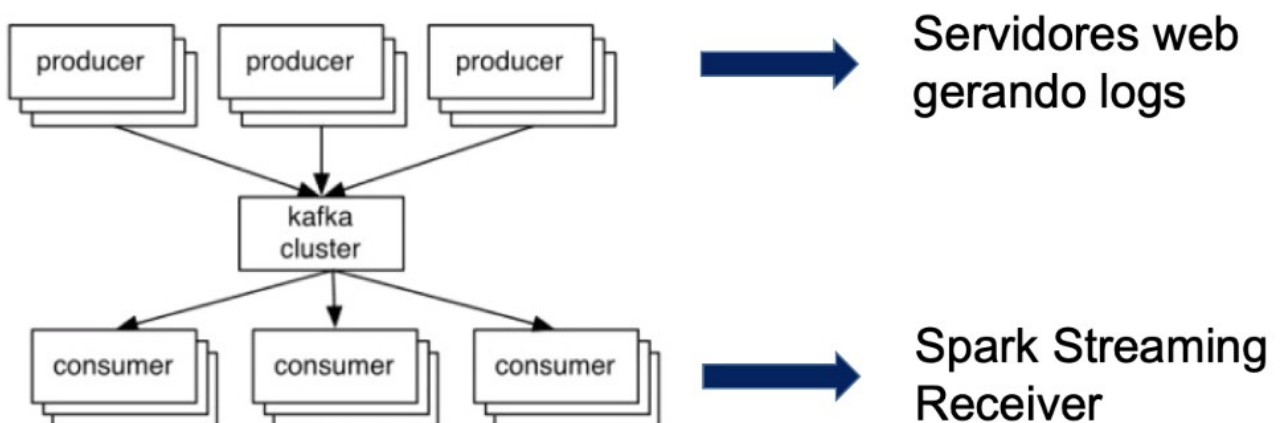 producer
producer
producer
Servidores web
gerando logs
kafka
cluster
consumer
consumer
consumer
Spark Streaming
Receiver